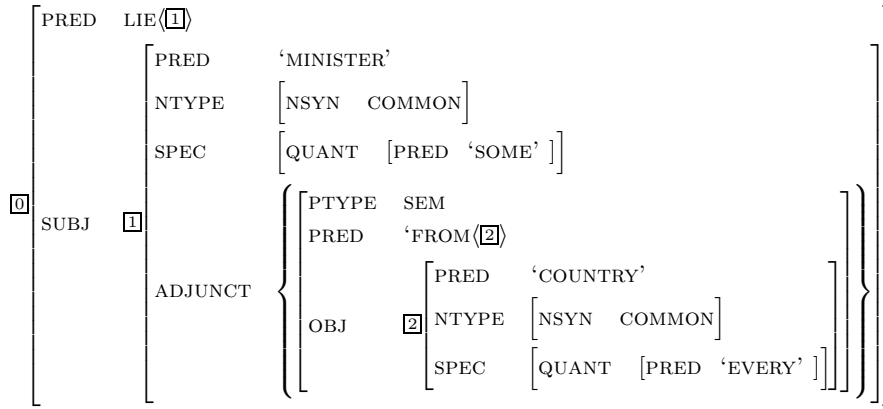 PRED LIE⟨1⟩
PRED ‘MINISTER’
NTYPE [NSYN COMMON]
SPEC [QUANT [PRED ‘SOME’ ]]
0 SUBJ 1
PTYPE SEM
PRED ‘FROM⟨2⟩
ADJUNCT
PRED ‘COUNTRY’
OBJ 2 NTYPE [NSYN COMMON]
SPEC [QUANT [PRED ‘EVERY’ ]]